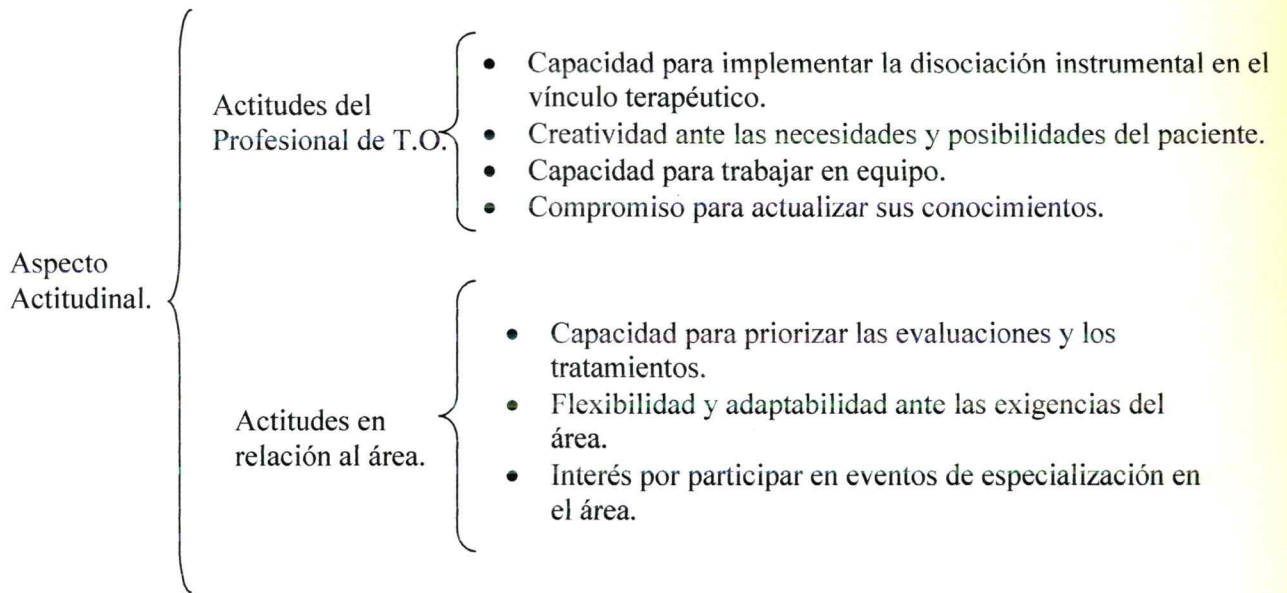 Aspecto
Actitudinal.
Actitudes del
Profesional de T.O.
• Capacidad para implementar la disociación instrumental en el
vínculo terapéutico.
• Creatividad ante las necesidades y posibilidades del paciente.
• Capacidad para trabajar en equipo.
• Compromiso para actualizar sus conocimientos.
Actitudes en
relación al área.
• Capacidad para priorizar las evaluaciones y los
tratamientos.
• Flexibilidad y adaptabilidad ante las exigencias del
área.
• Interés por participar en eventos de especialización en
el área.